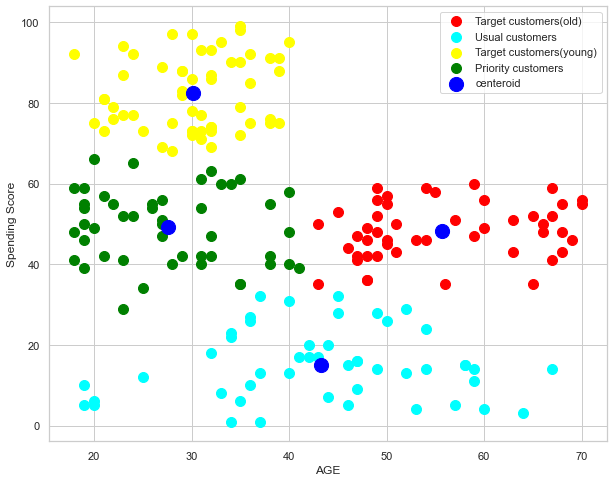 Target customers(old)
Usual customers
Target customers(young)
Priority customers
centeroid
100
80
60
40
20
0
Spending Score
20 30 40 50 60 70
AGE